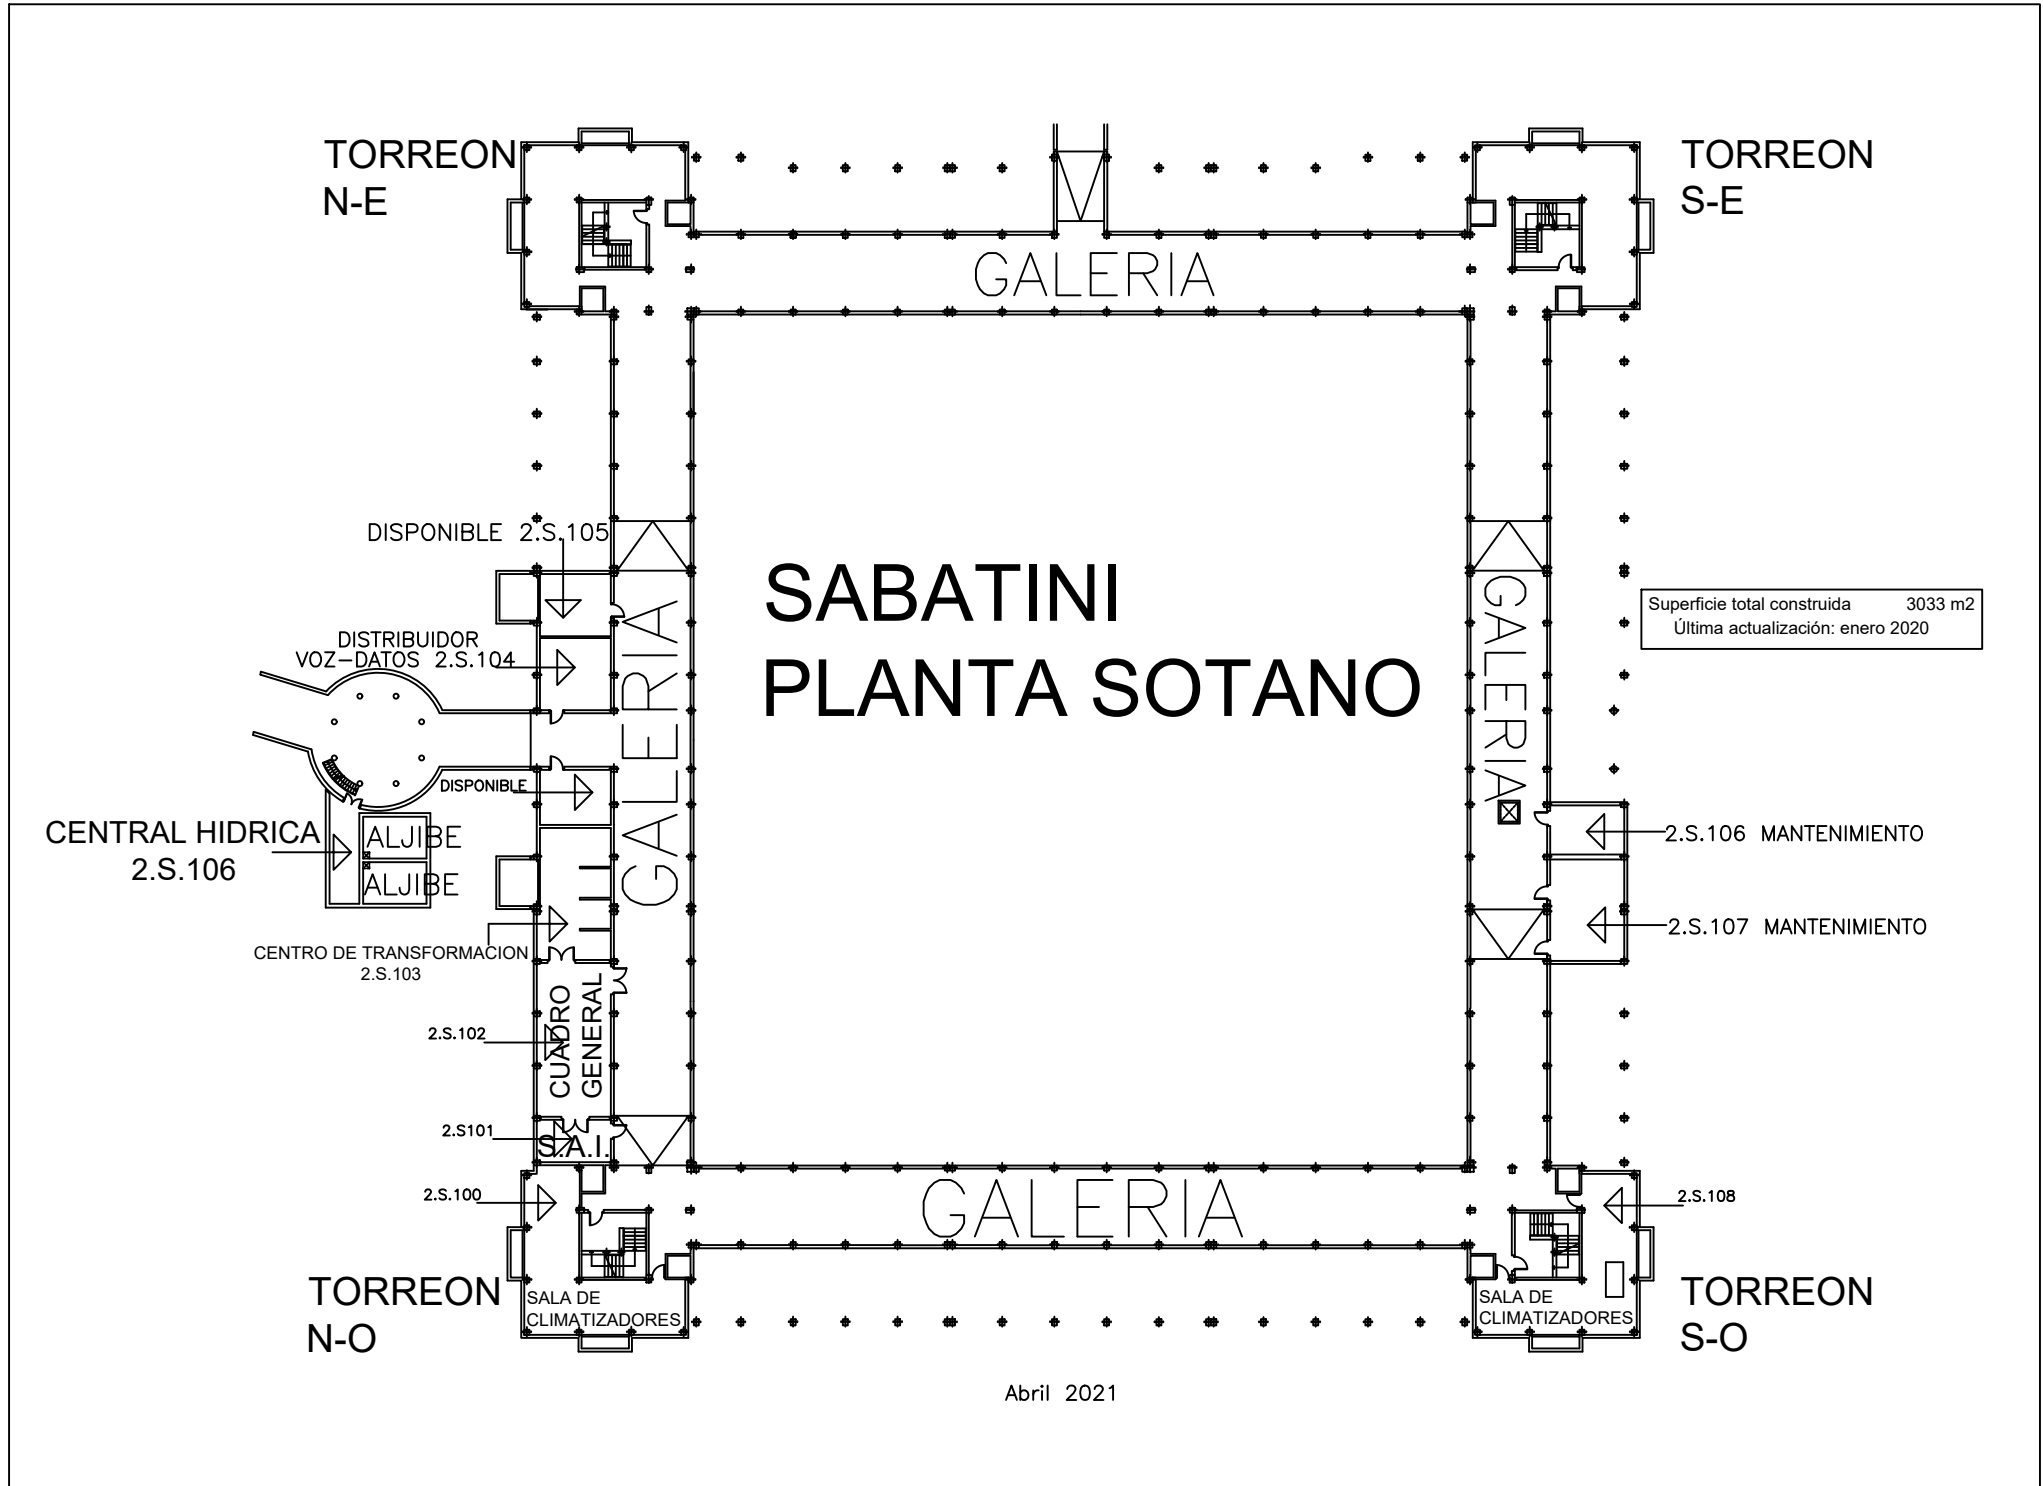 TORREON
N-E
TORREON
S-E
GALERIA
DISPONIBLE 2.S.105
SABATINI
PLANTA SOTANO
GALERIA
GALERIA
Superficie total construida 3033 m2
Última actualización: enero 2020
DISTRIBUIDOR
VOZ-DATOS 2.S.104
DISPONIBLE
CENTRAL HIDRICA
2.S.106
ALJIBE
ALJIBE
2.S.106 MANTENIMIENTO
2.S.107 MANTENIMIENTO
CENTRO DE TRANSFORMACION
2.S.103
CUADRO
GENERAL
2.S.102
2.S101
S.A.I.
2.S.100
2.S.108
GALERIA
TORREON
N-O
SALA DE
CLIMATIZADORES
SALA DE
CLIMATIZADORES
TORREON
S-O
Abril 2021